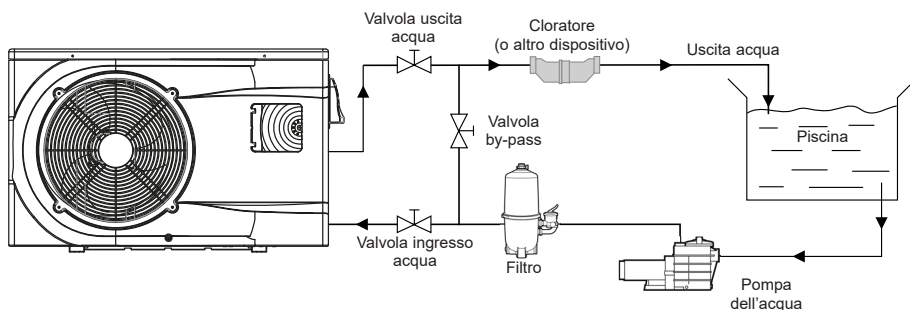 Valvola uscita
acqua
Cloratore
(o altro dispositivo)
Uscita acqua
Valvola
by-pass
Piscina
Valvola ingresso
acqua
Filtro
Pompa
dell'acqua